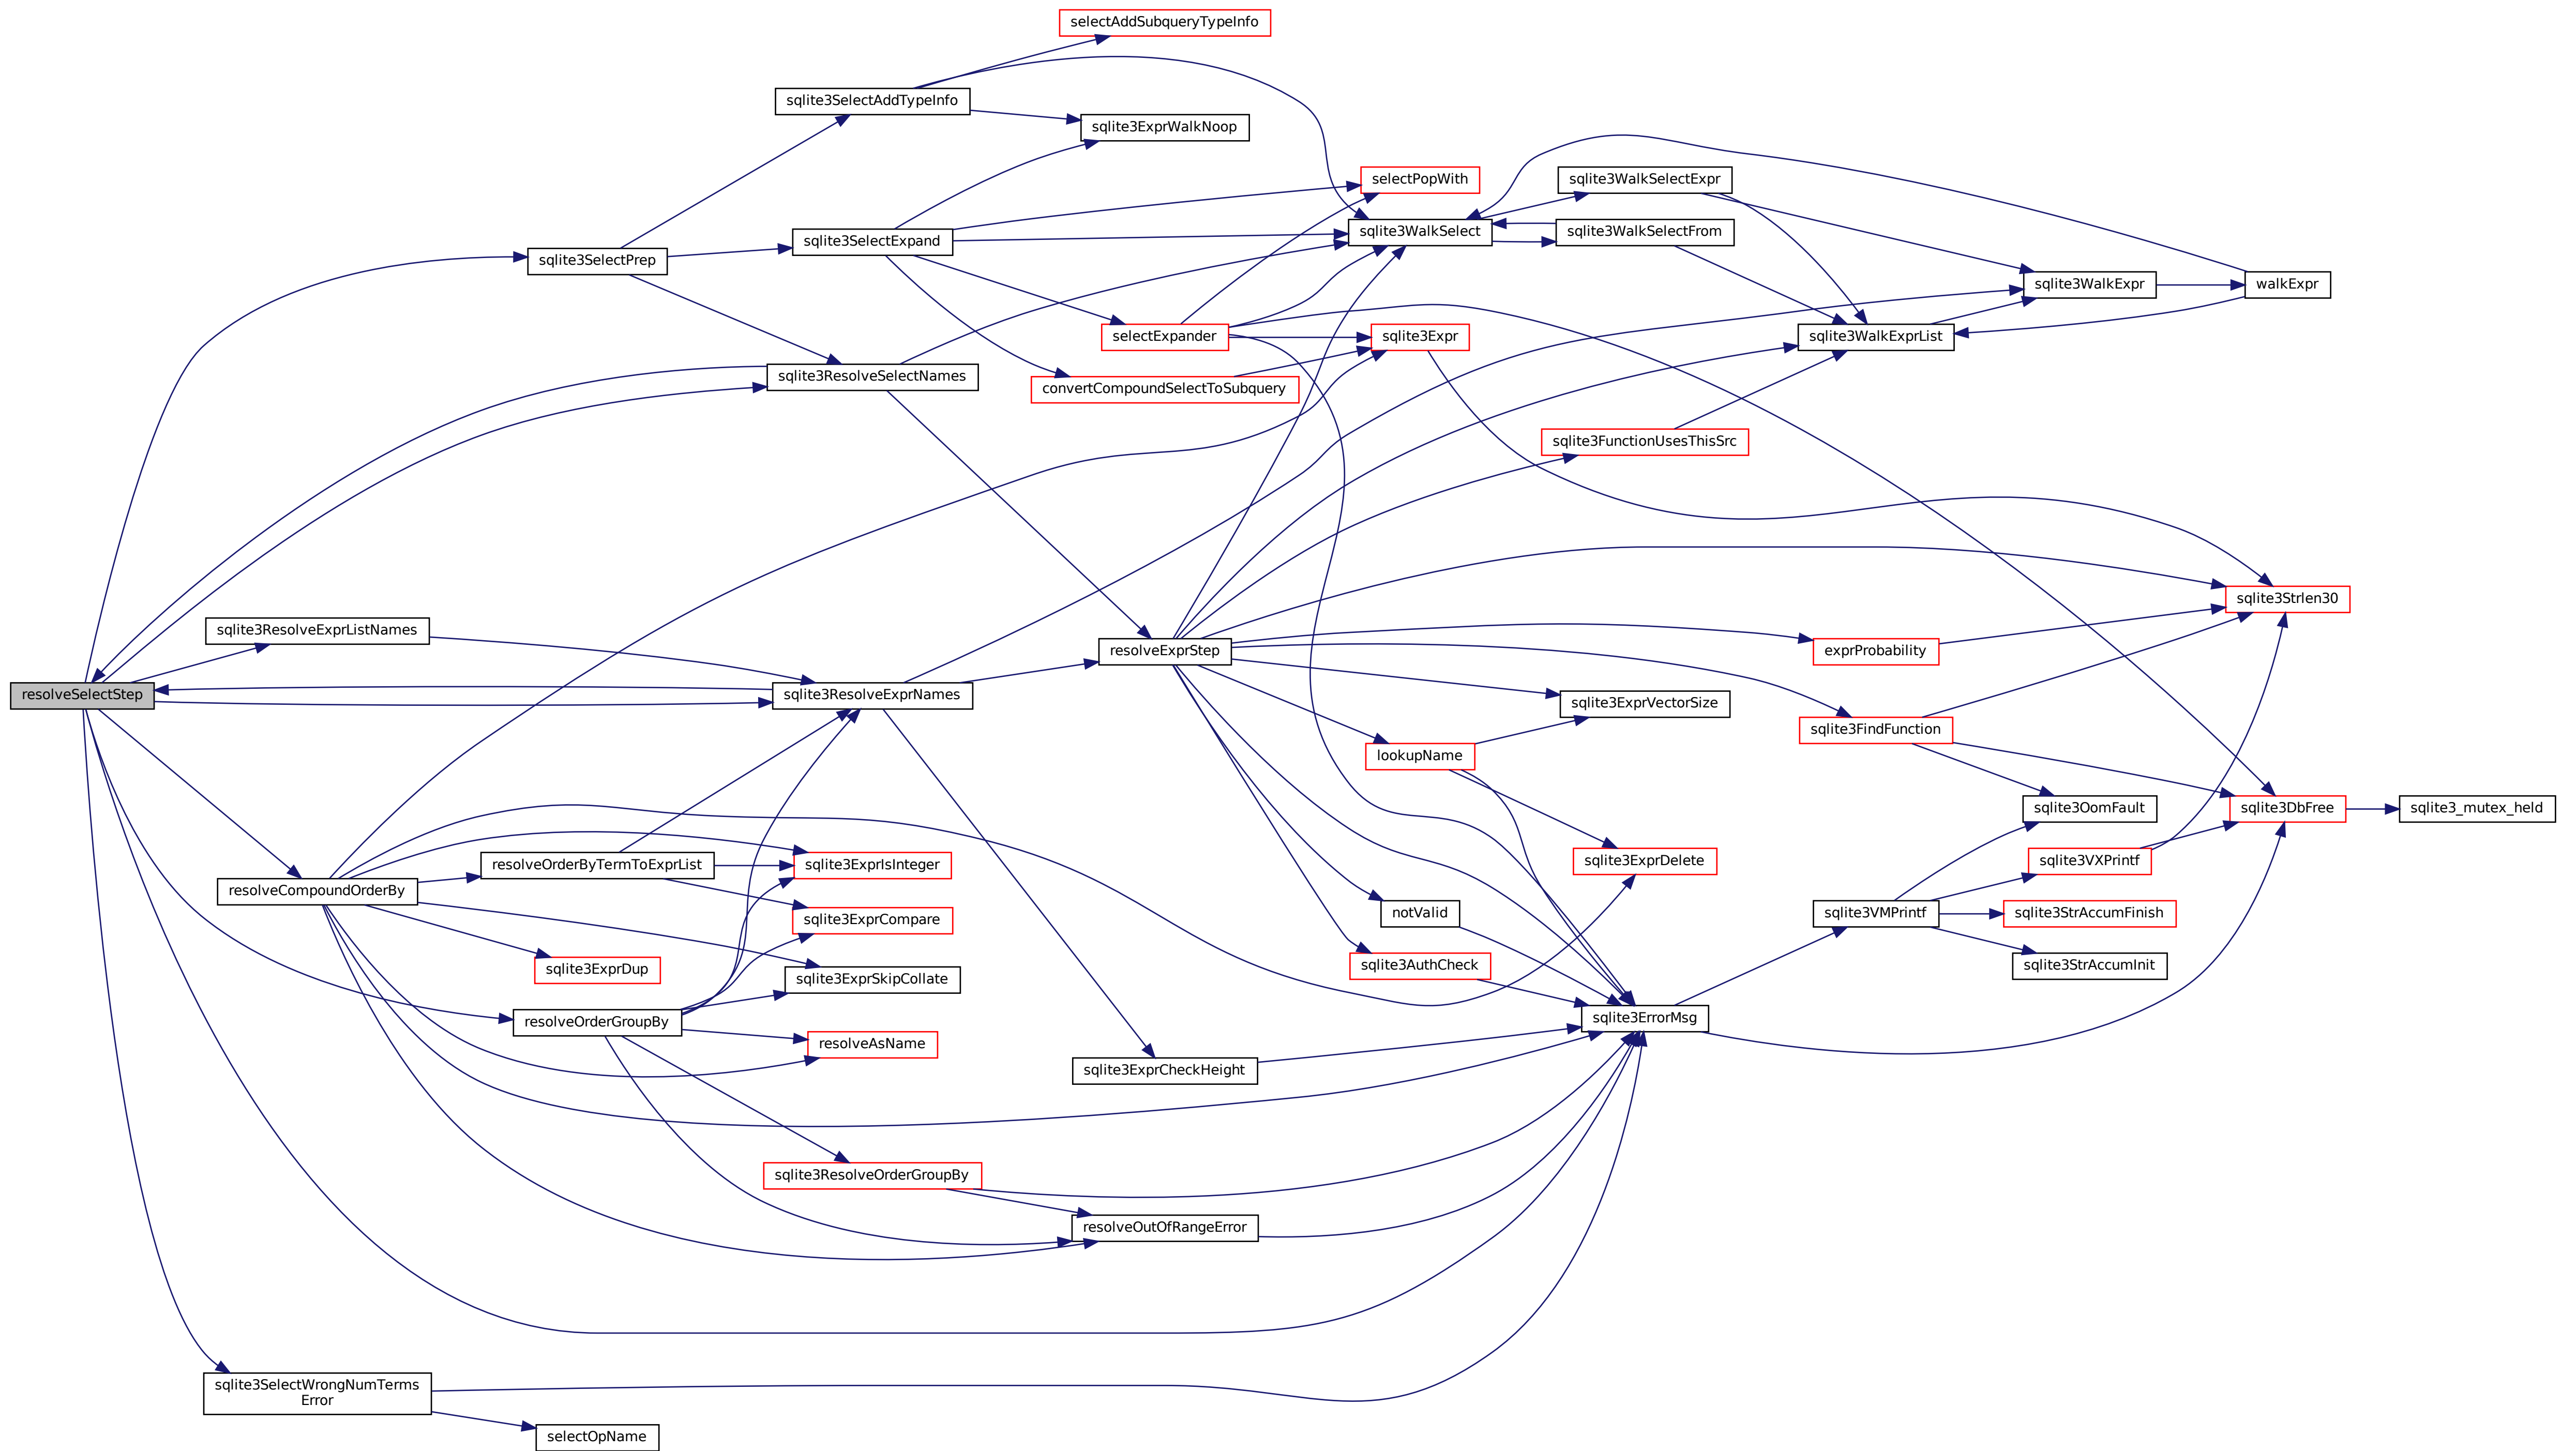 selectAddSubqueryTypeInfo
sqlite3SelectAddTypeInfo
sqlite3ExprWalkNoop
selectPopWith
sqlite3WalkSelectExpr
sqlite3WalkSelect
sqlite3WalkSelectFrom
sqlite3SelectExpand
sqlite3SelectPrep
sqlite3WalkExpr
walkExpr
selectExpander
sqlite3Expr
sqlite3WalkExprList
sqlite3ResolveSelectNames
convertCompoundSelectToSubquery
sqlite3FunctionUsesThisSrc
sqlite3Strlen30
sqlite3ResolveExprListNames
resolveExprStep
exprProbability
resolveSelectStep
sqlite3ResolveExprNames
sqlite3ExprVectorSize
sqlite3FindFunction
lookupName
sqlite3OomFault
sqlite3DbFree
sqlite3_mutex_held
resolveOrderByTermToExprList
sqlite3ExprIsInteger
sqlite3ExprDelete
sqlite3VXPrintf
resolveCompoundOrderBy
sqlite3ExprCompare
notValid
sqlite3VMPrintf
sqlite3StrAccumFinish
sqlite3ExprDup
sqlite3ExprSkipCollate
sqlite3AuthCheck
sqlite3StrAccumInit
resolveOrderGroupBy
sqlite3ErrorMsg
resolveAsName
sqlite3ExprCheckHeight
sqlite3ResolveOrderGroupBy
resolveOutOfRangeError
sqlite3SelectWrongNumTerms
Error
selectOpName